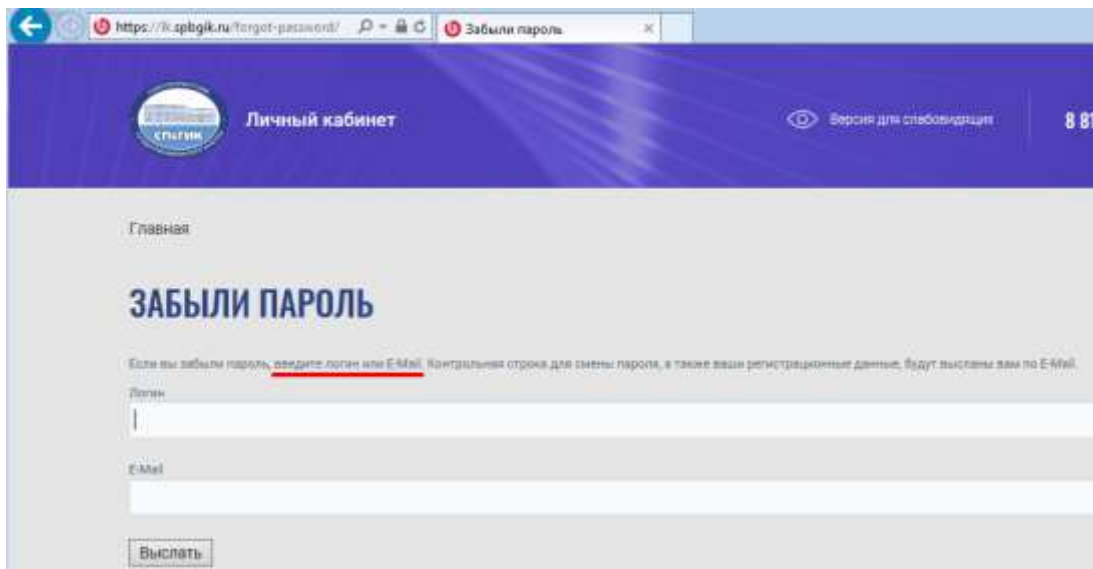 https://lk.spbgik.ru/forgot-password/
Забыли пароль
СПбГИК
Личный кабинет
Версия для слабовидящих
8 81
Главная
ЗАБЫЛИ ПАРОЛЬ
Если вы забыли пароль, введите логин или E-Mail. Контрольная строка для смены пароля, а также ваши регистрационные данные, будут высланы вам по E-Mail.
Логин
E-Mail
Выслать